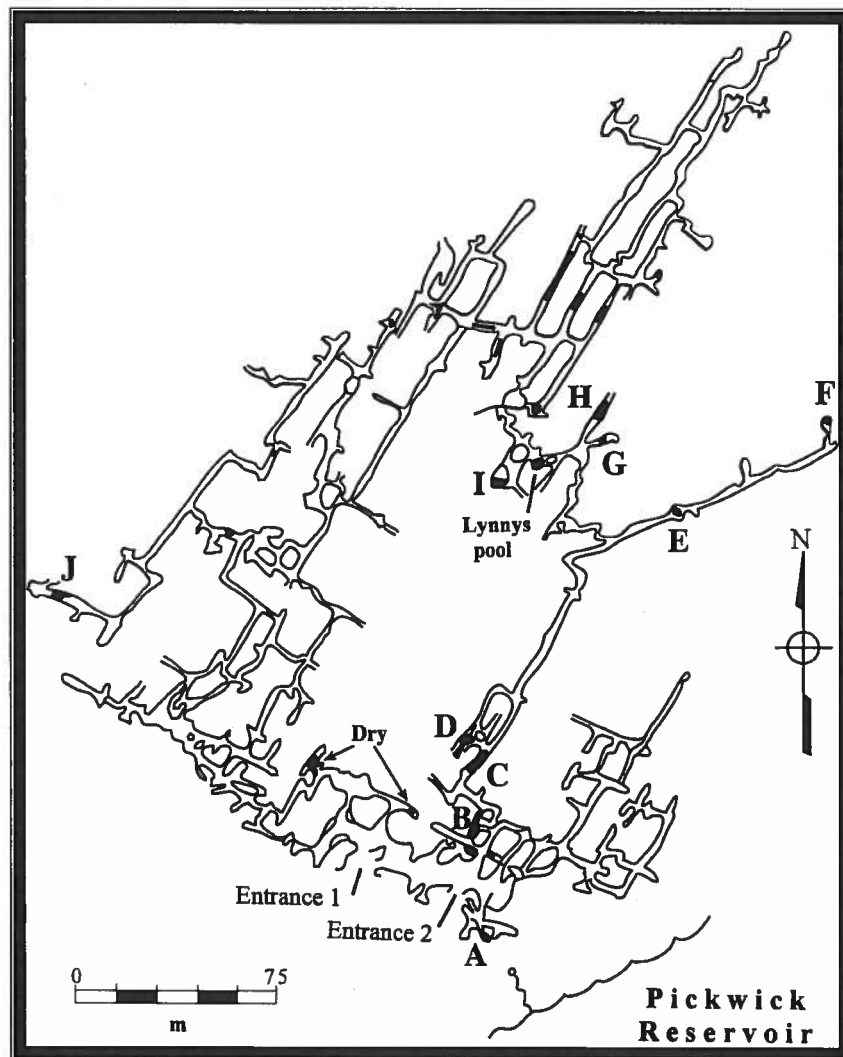 F
H
G
I
Lynnys
pool
E
N
J
D
Dry
C
B
Entrance 1
Entrance 2
A
0 75
m
Pickwick
Reservoir